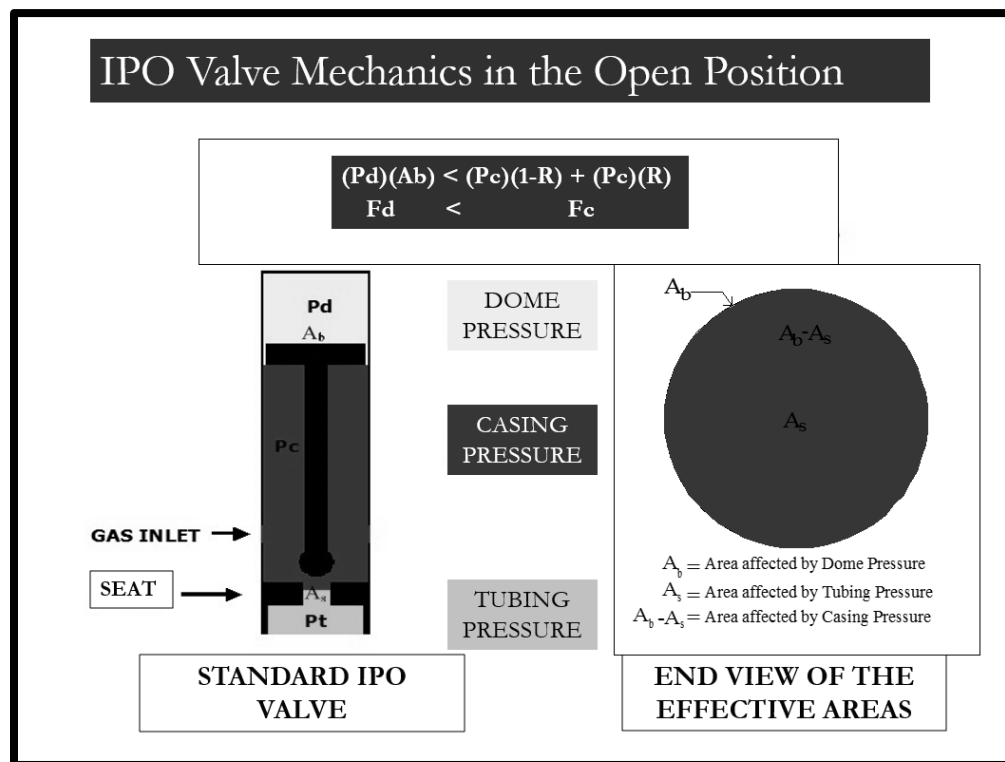 IPO Valve Mechanics in the Open Position
(Pd)(Ab) < (Pc)(1-R) + (Pc)(R)
Fd < Fc
Pd
Ab
Pc
GAS INLET
SEAT
As
Pt
STANDARD IPO
VALVE
DOME
PRESSURE
CASING
PRESSURE
TUBING
PRESSURE
Ab
Ab-As
As
Ab = Area affected by Dome Pressure
As = Area affected by Tubing Pressure
Ab -As = Area affected by Casing Pressure
END VIEW OF THE
EFFECTIVE AREAS